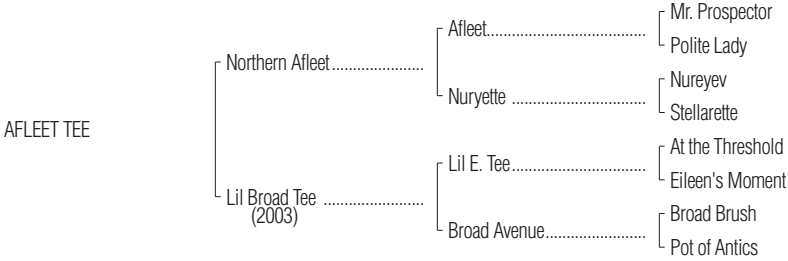 Mr. Prospector
Afleet......................................
Polite Lady
Northern Afleet......................
Nureyev
Nuryette ................................
Stellarette
AFLEET TEE
At the Threshold
Lil E. Tee................................
Eileen's Moment
Lil Broad Tee ........................
(2003)
Broad Brush
Broad Avenue........................
Pot of Antics